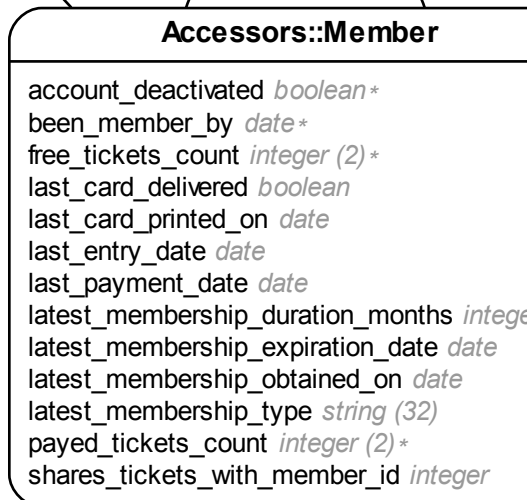 Accessors::Member
account_deactivated boolean*
been_member_by date*
free_tickets_count integer (2)*
last_card_delivered boolean
last_card_printed_on date
last_entry_date date
last_payment_date date
latest_membership_duration_months intege
latest_membership_expiration_date date
latest_membership_obtained_on date
latest_membership_type string (32)
payed_tickets_count integer (2)*
shares_tickets_with_member_id integer